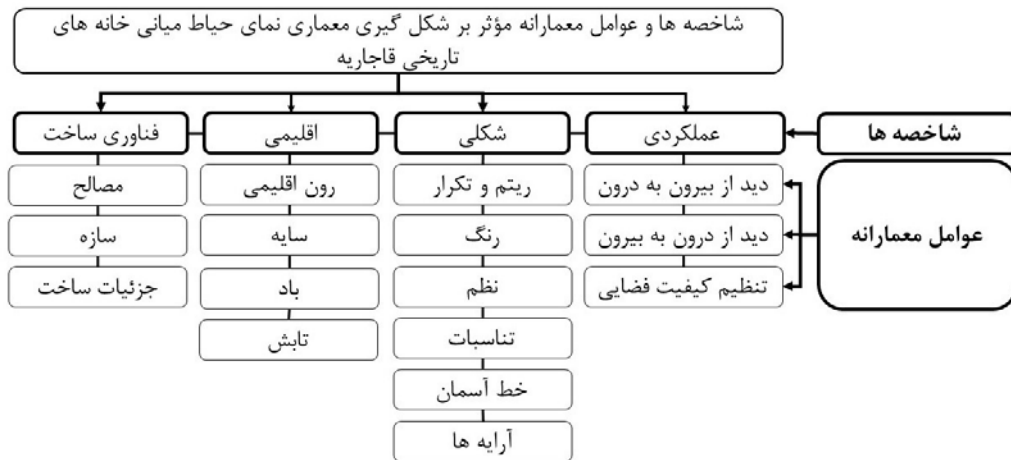 شاخصه ها و عوامل معمارانه مؤثر بر شکل گیری معماری نمای حیاط میانی خانه های
تاریخی قاجاریه
شاخصه ها
عملکردی
شکلی
اقلیمی
فناوری ساخت
عوامل معمارانه
دید از بیرون به درون
دید از درون به بیرون
تنظیم کیفیت فضایی
ریتم و تکرار
رنگ
نظم
تناسبات
خط آسمان
آرایه ها
رون اقلیمی
سایه
باد
تابش
مصالح
سازه
جزئیات ساخت